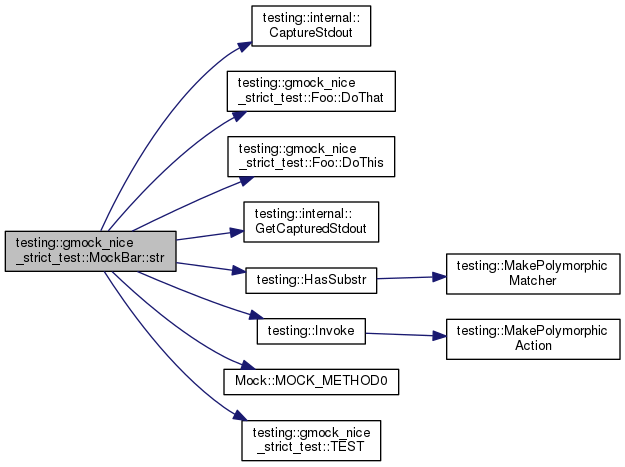 testing::internal::
CaptureStdout
testing::gmock_nice
_strict_test::Foo::DoThat
testing::gmock_nice
_strict_test::Foo::DoThis
testing::gmock_nice
_strict_test::MockBar::str
testing::internal::
GetCapturedStdout
testing::HasSubstr
testing::MakePolymorphic
Matcher
testing::Invoke
testing::MakePolymorphic
Action
Mock::MOCK_METHOD0
testing::gmock_nice
_strict_test::TEST